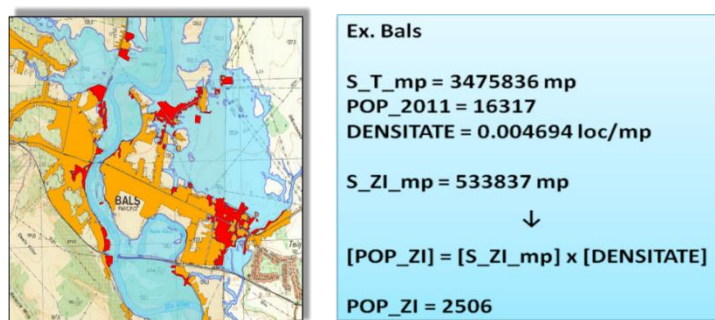 BALS
Ex. Bals
S_T_mp = 3475836 mp
POP_2011 = 16317
DENSITATE = 0.004694 loc/mp
S_ZI_mp = 533837 mp
↓
[POP_ZI] = [S_ZI_mp] x [DENSITATE]
POP_ZI = 2506